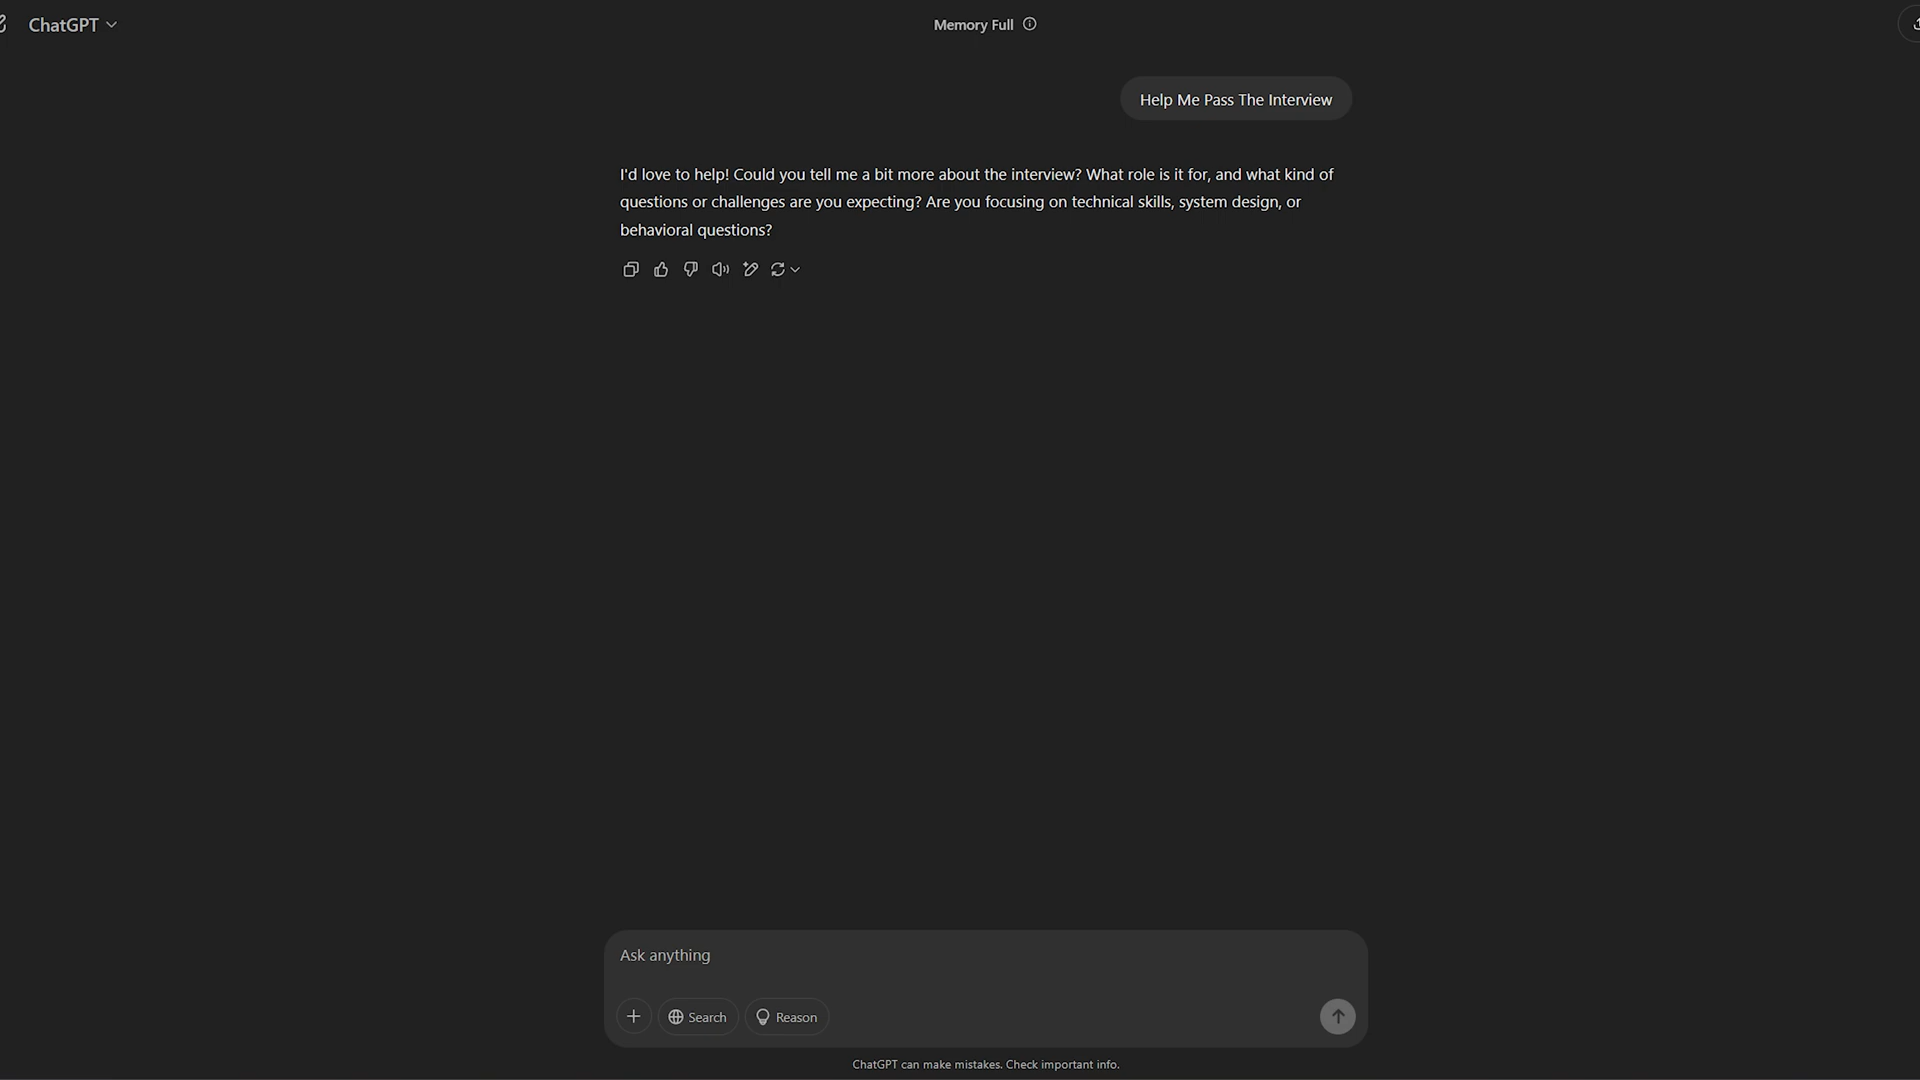 ChatGPT
Memory Full
Help Me Pass The Interview
I'd love to help! Could you tell me a bit more about the interview? What role is it for, and what kind of
questions or challenges are you expecting? Are you focusing on technical skills, system design, or
behavioral questions?
Ask anything
Search
Reason
ChatGPT can make mistakes. Check important info.